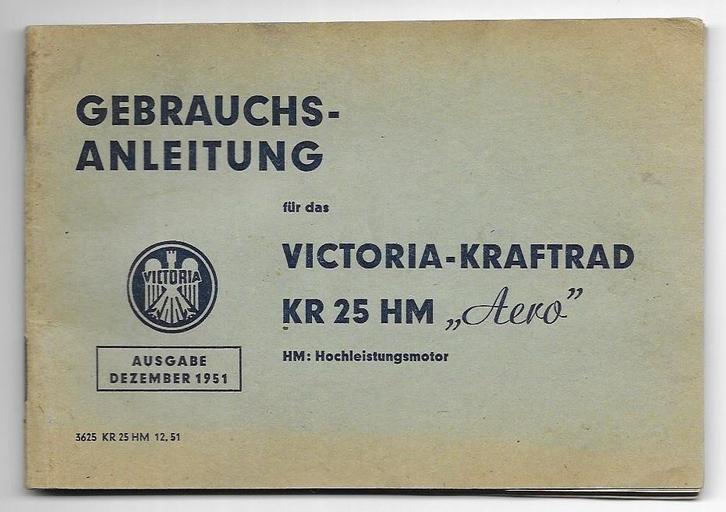 GEBRAUCHS-
ANLEITUNG
für das
VICTORIA-KRAFTRAD
KR 25 HM „Aero”
HM: Hochleistungsmotor
VICTORIA
AUSGABE
DEZEMBER 1951
3625 KR 25 HM 12, 51